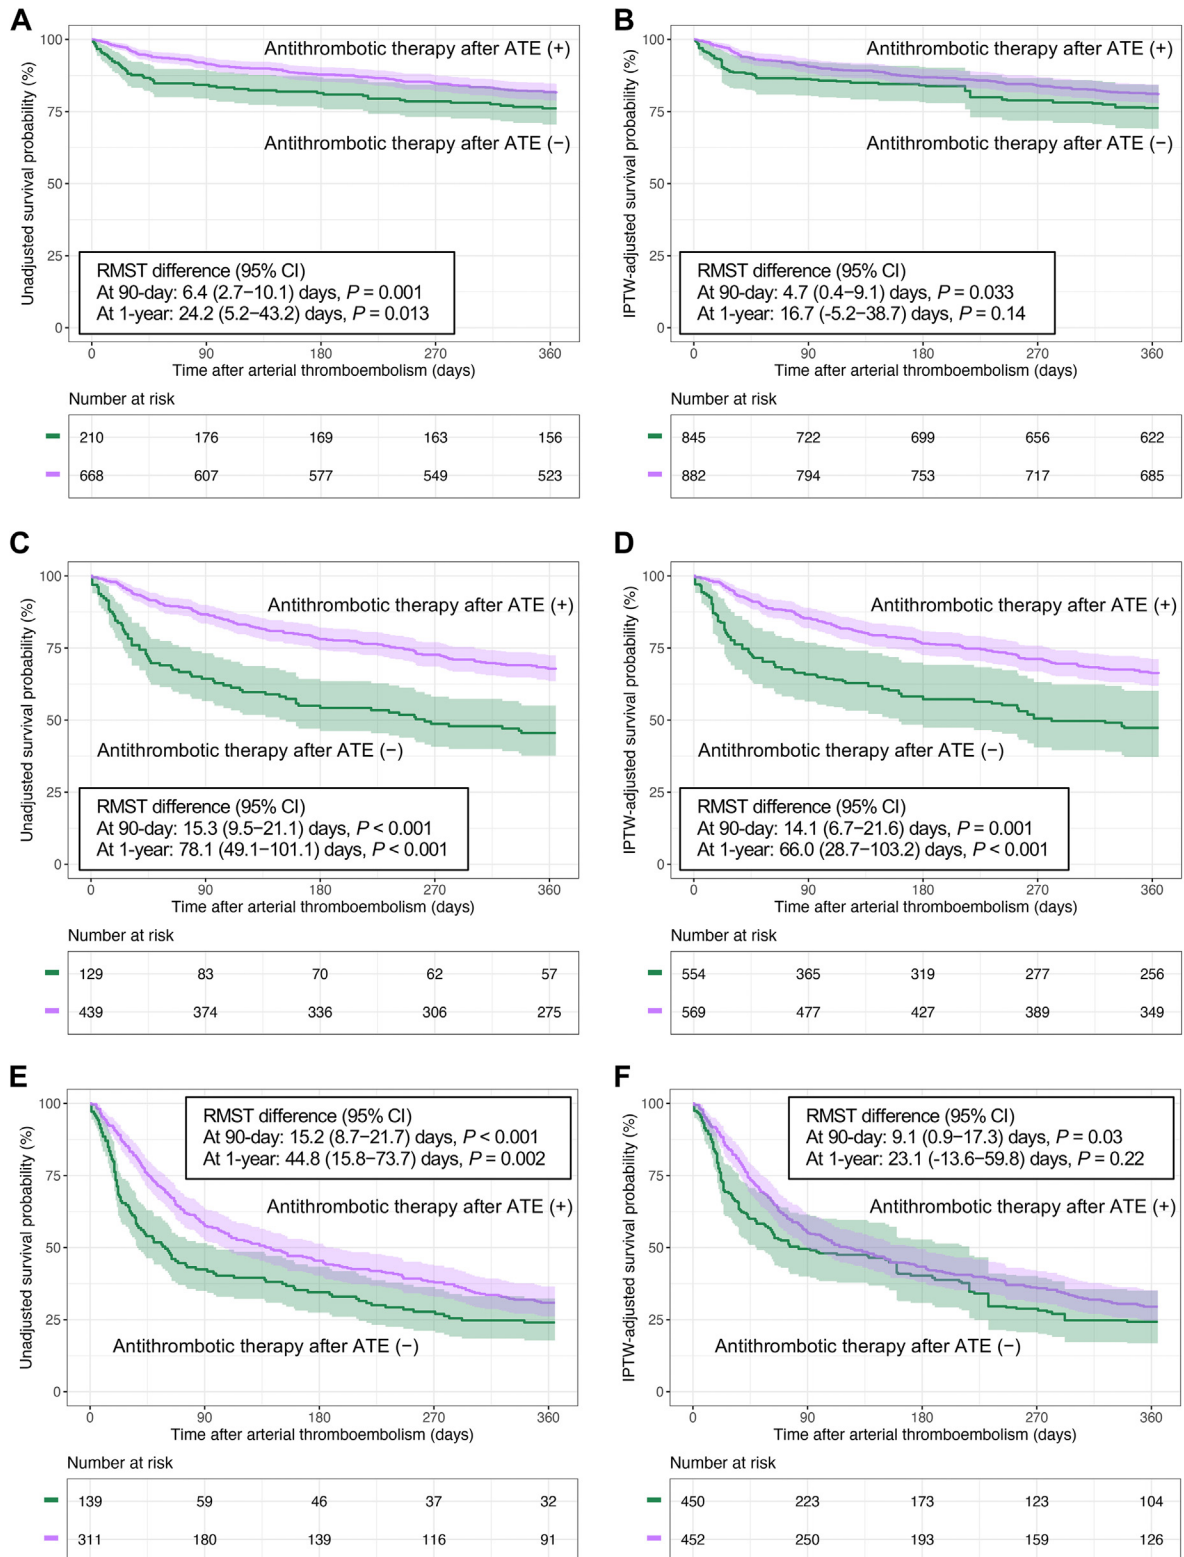 A
Unadjusted survival probability (%)
100
75
50
25
0
Antithrombotic therapy after ATE (+)
Antithrombotic therapy after ATE (−)
RMST difference (95% CI)
At 90-day: 6.4 (2.7−10.1) days, P = 0.001
At 1-year: 24.2 (5.2−43.2) days, P = 0.013
0 90 180 270 360
Time after arterial thromboembolism (days)
Number at risk
210 176 169 163 156
668 607 577 549 523
B
IPTW-adjusted survival probability (%)
100
75
50
25
0
Antithrombotic therapy after ATE (+)
Antithrombotic therapy after ATE (−)
RMST difference (95% CI)
At 90-day: 4.7 (0.4−9.1) days, P = 0.033
At 1-year: 16.7 (-5.2−38.7) days, P = 0.14
0 90 180 270 360
Time after arterial thromboembolism (days)
Number at risk
845 722 699 656 622
882 794 753 717 685
C
Unadjusted survival probability (%)
100
75
50
25
0
Antithrombotic therapy after ATE (+)
Antithrombotic therapy after ATE (−)
RMST difference (95% CI)
At 90-day: 15.3 (9.5−21.1) days, P < 0.001
At 1-year: 78.1 (49.1−101.1) days, P < 0.001
0 90 180 270 360
Time after arterial thromboembolism (days)
Number at risk
129 83 70 62 57
439 374 336 306 275
D
IPTW-adjusted survival probability (%)
100
75
50
25
0
Antithrombotic therapy after ATE (+)
Antithrombotic therapy after ATE (−)
RMST difference (95% CI)
At 90-day: 14.1 (6.7−21.6) days, P = 0.001
At 1-year: 66.0 (28.7−103.2) days, P < 0.001
0 90 180 270 360
Time after arterial thromboembolism (days)
Number at risk
554 365 319 277 256
569 477 427 389 349
E
Unadjusted survival probability (%)
100
75
50
25
0
RMST difference (95% CI)
At 90-day: 15.2 (8.7−21.7) days, P < 0.001
At 1-year: 44.8 (15.8−73.7) days, P = 0.002
Antithrombotic therapy after ATE (+)
Antithrombotic therapy after ATE (−)
0 90 180 270 360
Time after arterial thromboembolism (days)
Number at risk
139 59 46 37 32
311 180 139 116 91
F
IPTW-adjusted survival probability (%)
100
75
50
25
0
RMST difference (95% CI)
At 90-day: 9.1 (0.9−17.3) days, P = 0.03
At 1-year: 23.1 (-13.6−59.8) days, P = 0.22
Antithrombotic therapy after ATE (+)
Antithrombotic therapy after ATE (−)
0 90 180 270 360
Time after arterial thromboembolism (days)
Number at risk
450 223 173 123 104
452 250 193 159 126